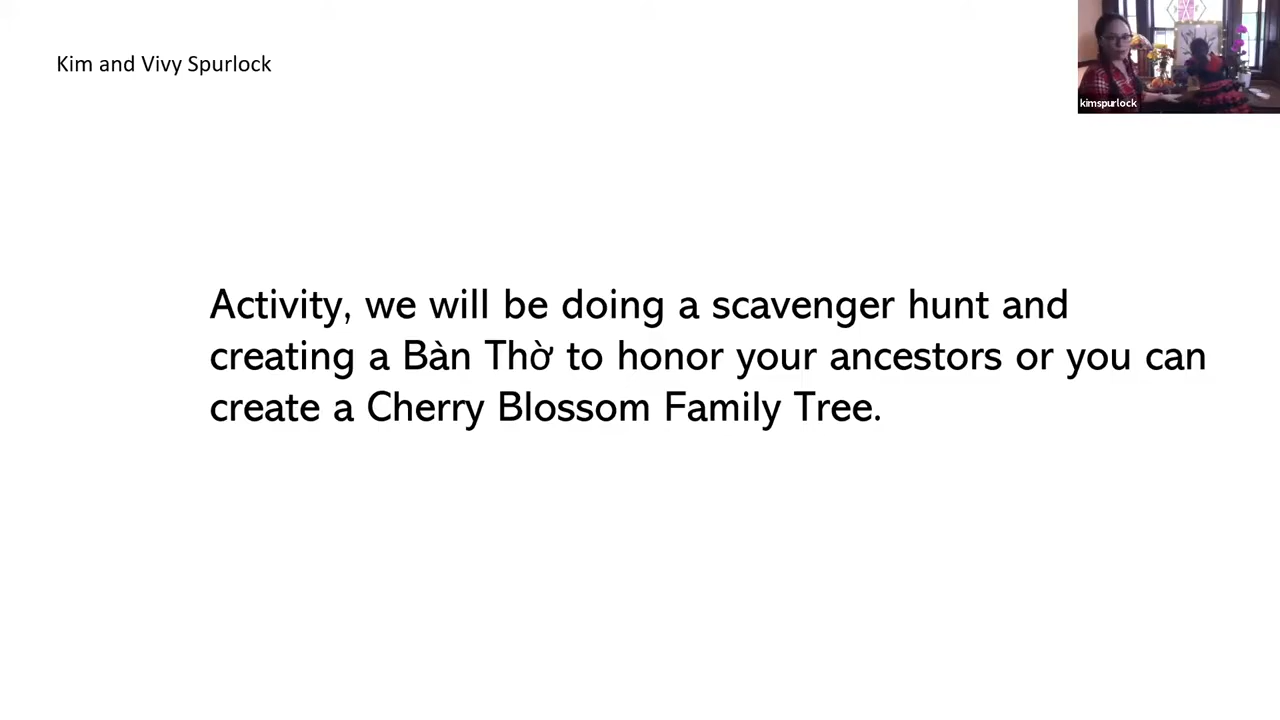 Kim and Vivy Spurlock
kimspurlock
Activity, we will be doing a scavenger hunt and
creating a Bàn Thờ to honor your ancestors or you can
create a Cherry Blossom Family Tree.